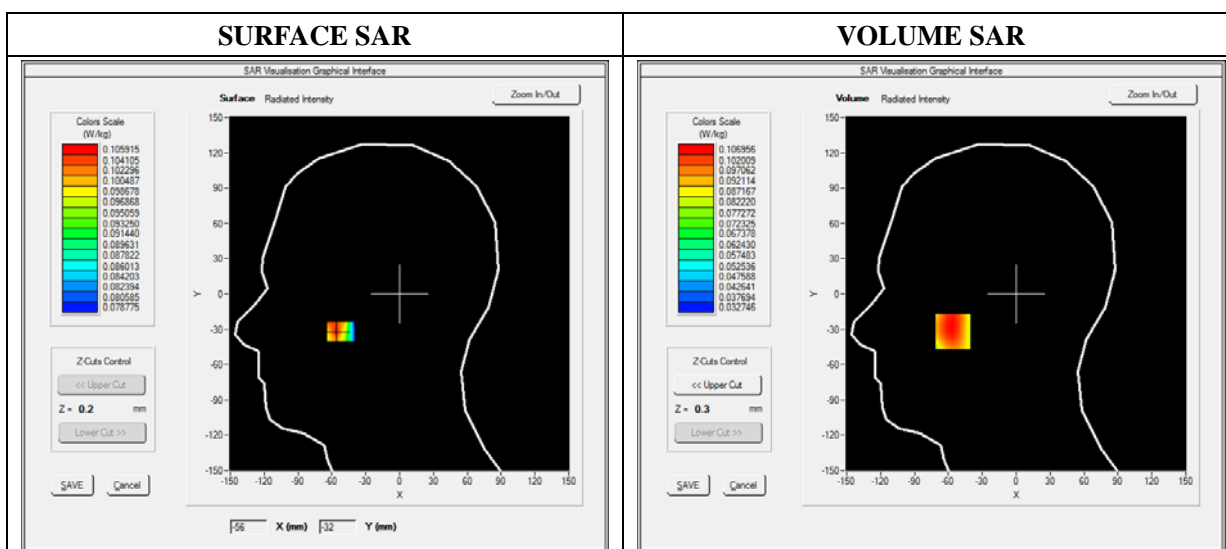 SURFACE SAR
SAR Visualisation Graphical Interface
Surface Radiated Intensity
Zoom In/Out
Colors Scale
(W/kg)
0.105915
0.104105
0.102296
0.100487
0.098678
0.096868
0.095059
0.093250
0.091440
0.089631
0.087822
0.086013
0.084203
0.082394
0.080585
0.078775
Z-Cuts Control
<< Upper Cut
Z = 0.2 mm
Lower Cut >>
SAVE Cancel
150
120
90
60
30
0
-30
-60
-90
-120
-150
Y
-150 -120 -90 -60 -30 0 30 60 90 120 150
X
-56 X (mm) -32 Y (mm)
VOLUME SAR
SAR Visualisation Graphical Interface
Volume Radiated Intensity
Zoom In/Out
Colors Scale
(W/kg)
0.106956
0.102009
0.097062
0.092114
0.087167
0.082220
0.077272
0.072325
0.067378
0.062430
0.057483
0.052536
0.047588
0.042641
0.037694
0.032746
Z-Cuts Control
<< Upper Cut
Z = 0.3 mm
Lower Cut >>
SAVE Cancel
150
120
90
60
30
0
-30
-60
-90
-120
-150
Y
-150 -120 -90 -60 -30 0 30 60 90 120 150
X